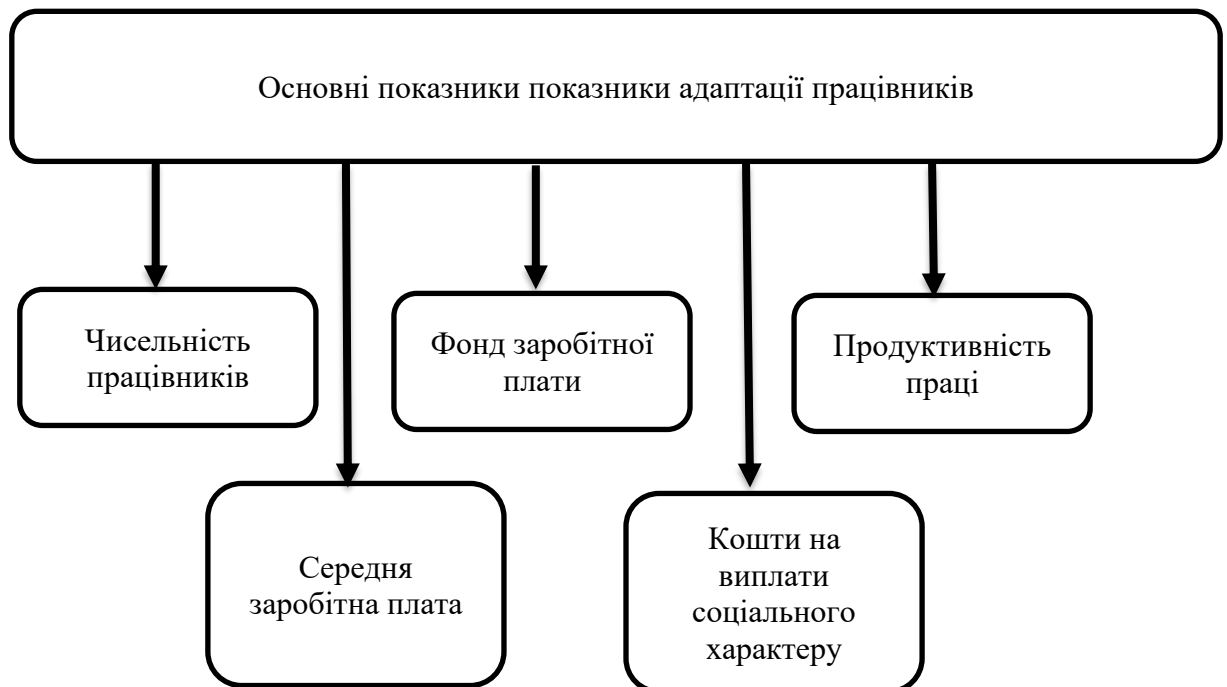 Основні показники показники адаптації працівників
Чисельність
працівників
Фонд заробітної
плати
Продуктивність
праці
Середня
заробітна плата
Кошти на
виплати
соціального
характеру